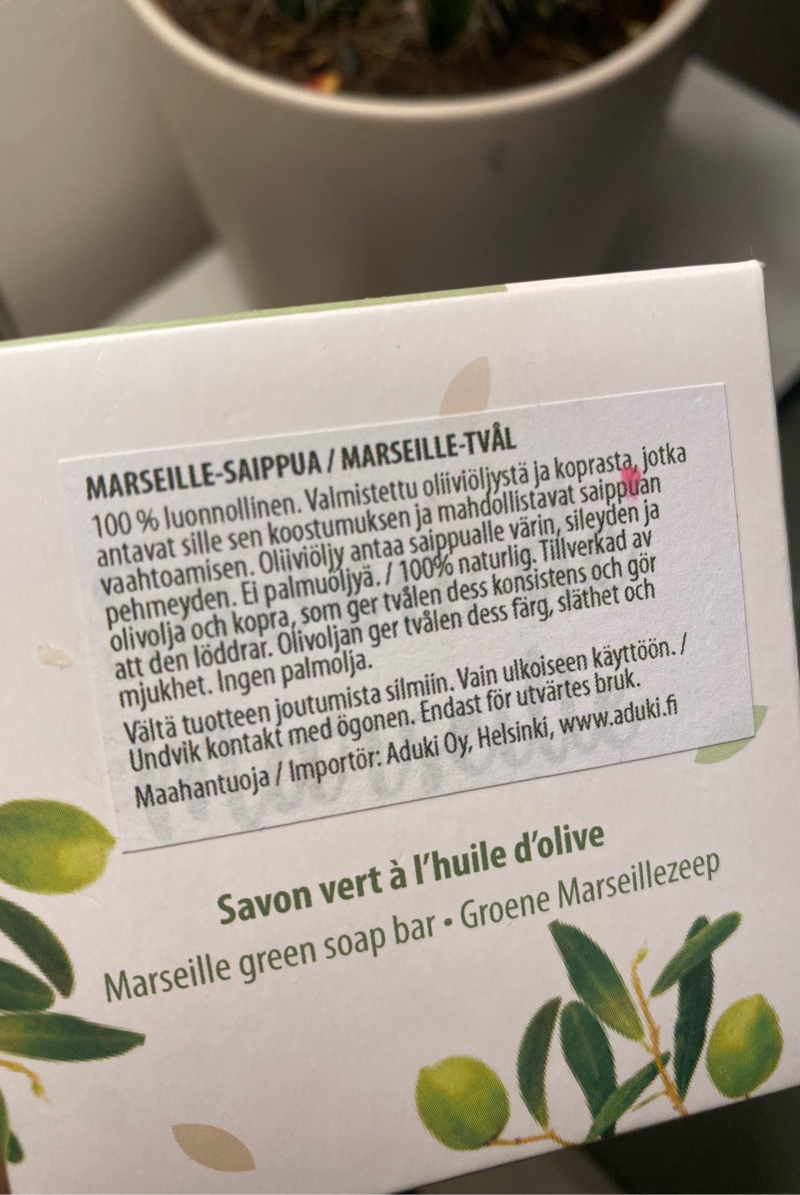 MARSEILLE-SAIPPUA / MARSEILLE-TVÅL
100 % luonnollinen. Valmistettu oliiviöljystä ja koprasta, jotka
antavat sille sen koostumuksen ja mahdollistavat saippuan
vaahtoamisen. Oliiviöljy antaa saippualle värin, sileyden ja
pehmeyden. Ei palmuöljyä. / 100% naturlig. Tillverkad av
olivolja och kopra, som ger tvålen dess konsistens och gör
att den löddrar. Olivoljan ger tvålen dess färg, släthet och
mjukhet. Ingen palmolja.
Vältä tuotteen joutumista silmiin. Vain ulkoiseen käyttöön. /
Undvik kontakt med ögonen. Endast för utvärtes bruk.
Maahantuoja / Importör: Aduki Oy, Helsinki, www.aduki.fi
Savon vert à l'huile d'olive
Marseille green soap bar • Groene Marseillezeep